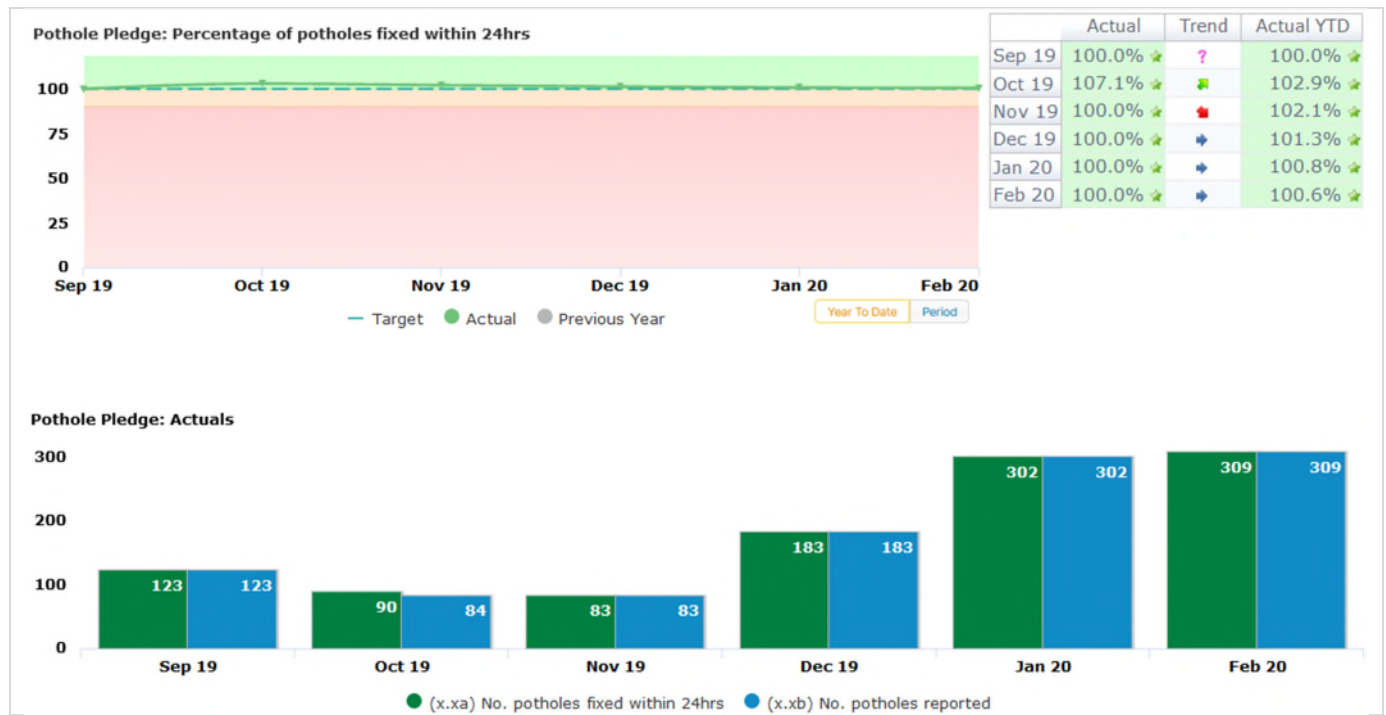 Pothole Pledge: Percentage of potholes fixed within 24hrs
100
75
50
25
0
Sep 19 Oct 19 Nov 19 Dec 19 Jan 20 Feb 20
Target Actual Previous Year
Year To Date Period
Actual Trend Actual YTD
Sep 19 100.0% ? 100.0%
Oct 19 107.1% 102.9%
Nov 19 100.0% 102.1%
Dec 19 100.0% 101.3%
Jan 20 100.0% 100.8%
Feb 20 100.0% 100.6%
Pothole Pledge: Actuals
300
200
100
0
123 123 90 84 83 83 183 183 302 302 309 309
Sep 19 Oct 19 Nov 19 Dec 19 Jan 20 Feb 20
(x.xa) No. potholes fixed within 24hrs (x.xb) No. potholes reported